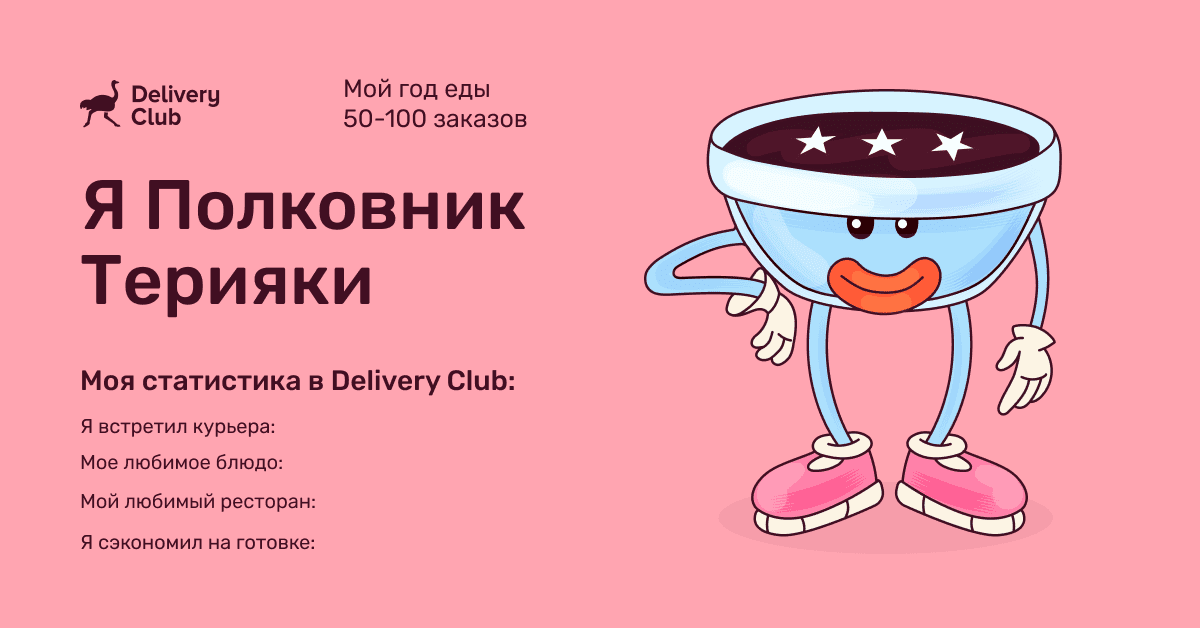 Delivery
Club
Мой год еды
50-100 заказов
Я Полковник
Терияки
Моя статистика в Delivery Club:
Я встретил курьера:
Мое любимое блюдо:
Мой любимый ресторан:
Я сэкономил на готовке: